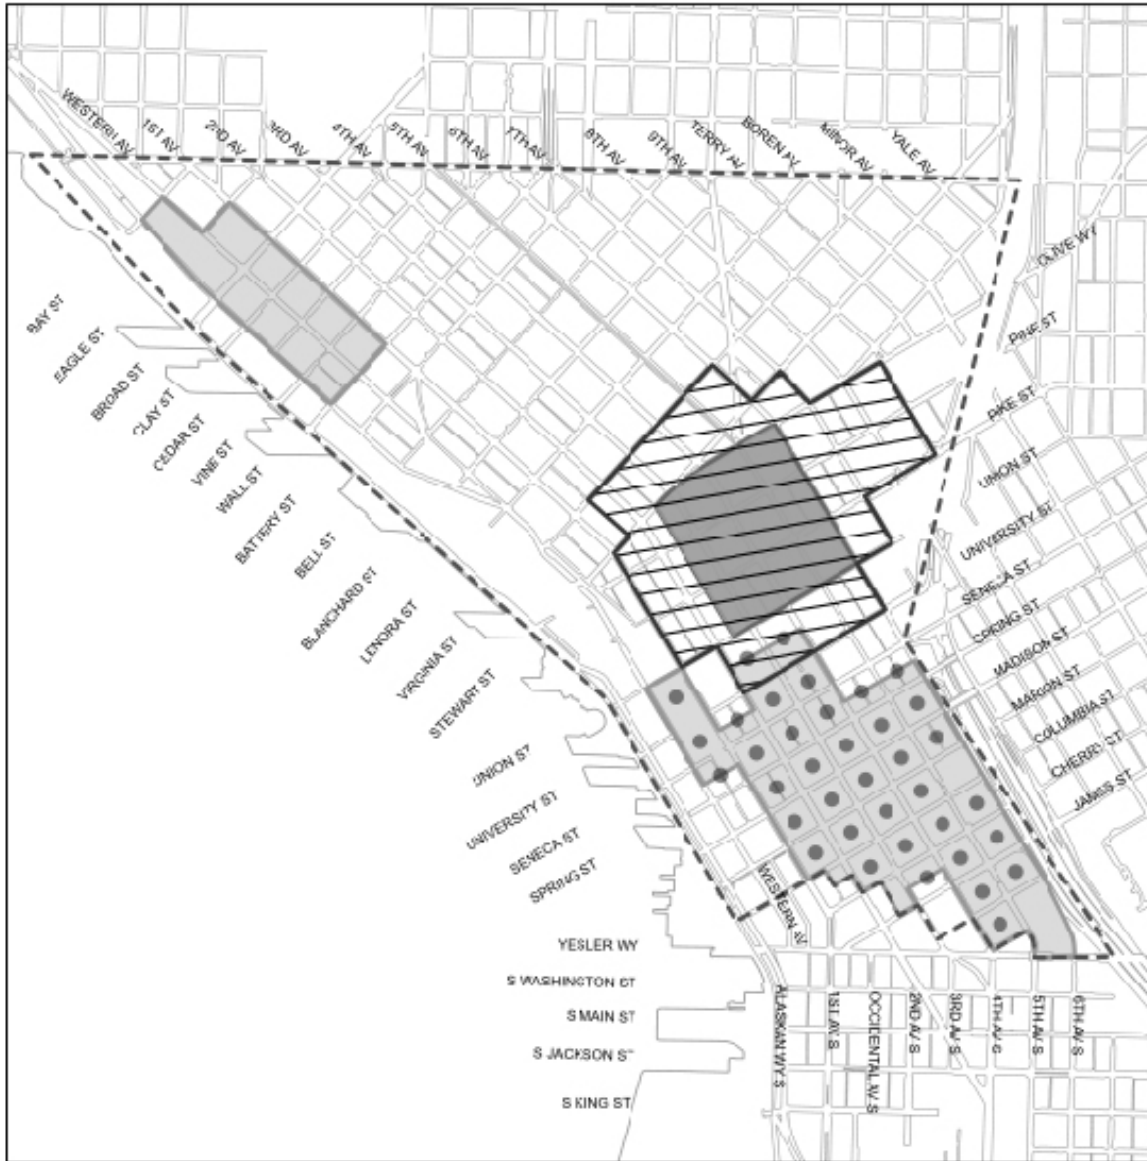 WESTERN AV
1ST AV
2ND AV
3RD AV
4TH AV
5TH AV
6TH AV
7TH AV
8TH AV
9TH AV
TERRY AV
BOREN AV
MINOR AV
YALE AV
OLIVE WY
PINE ST
PIKE ST
UNION ST
UNIVERSITY ST
SENECA ST
SPRING ST
MADISON ST
MARION ST
COLUMBIA ST
CHERRY ST
JAMES ST
BAY ST
EAGLE ST
BROAD ST
CLAY ST
CEDAR ST
VINE ST
WALL ST
BATTERY ST
BELL ST
BLANCHARD ST
LENORA ST
VIRGINIA ST
STEWART ST
UNION ST
UNIVERSITY ST
SENECA ST
SPRING ST
YESLER WY
S WASHINGTON ST
S MAIN ST
S JACKSON ST
S KING ST
WESTERN AV
ALASKAN WY S
1ST AV S
OCCIDENTAL AV S
2ND AV S
3RD AV S
4TH AV S
5TH AV S
6TH AV S